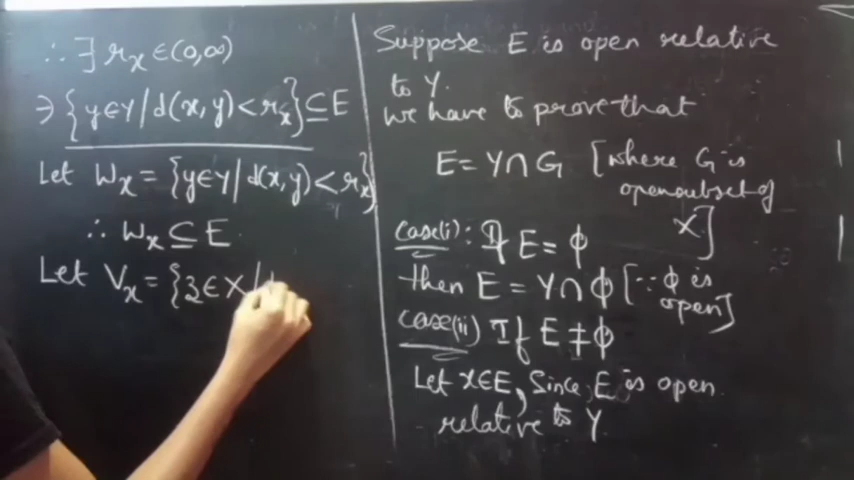 ∴ ∃ r_x ∈ (0,∞)
∋ {y∈Y | d(x,y) < r_x} ⊆ E
Let W_x = {y∈Y | d(x,y) < r_x}
∴ W_x ⊆ E.
Let V_x = {z ∈ X |
Suppose E is open relative
to Y.
we have to prove that
E = Y ∩ G [where G is
open subset of
X]
case(i): If E = ϕ
then E = Y ∩ ϕ [∵ ϕ is
open]
case(ii) If E ≠ ϕ
Let x∈E, Since, E is open
relative to Y